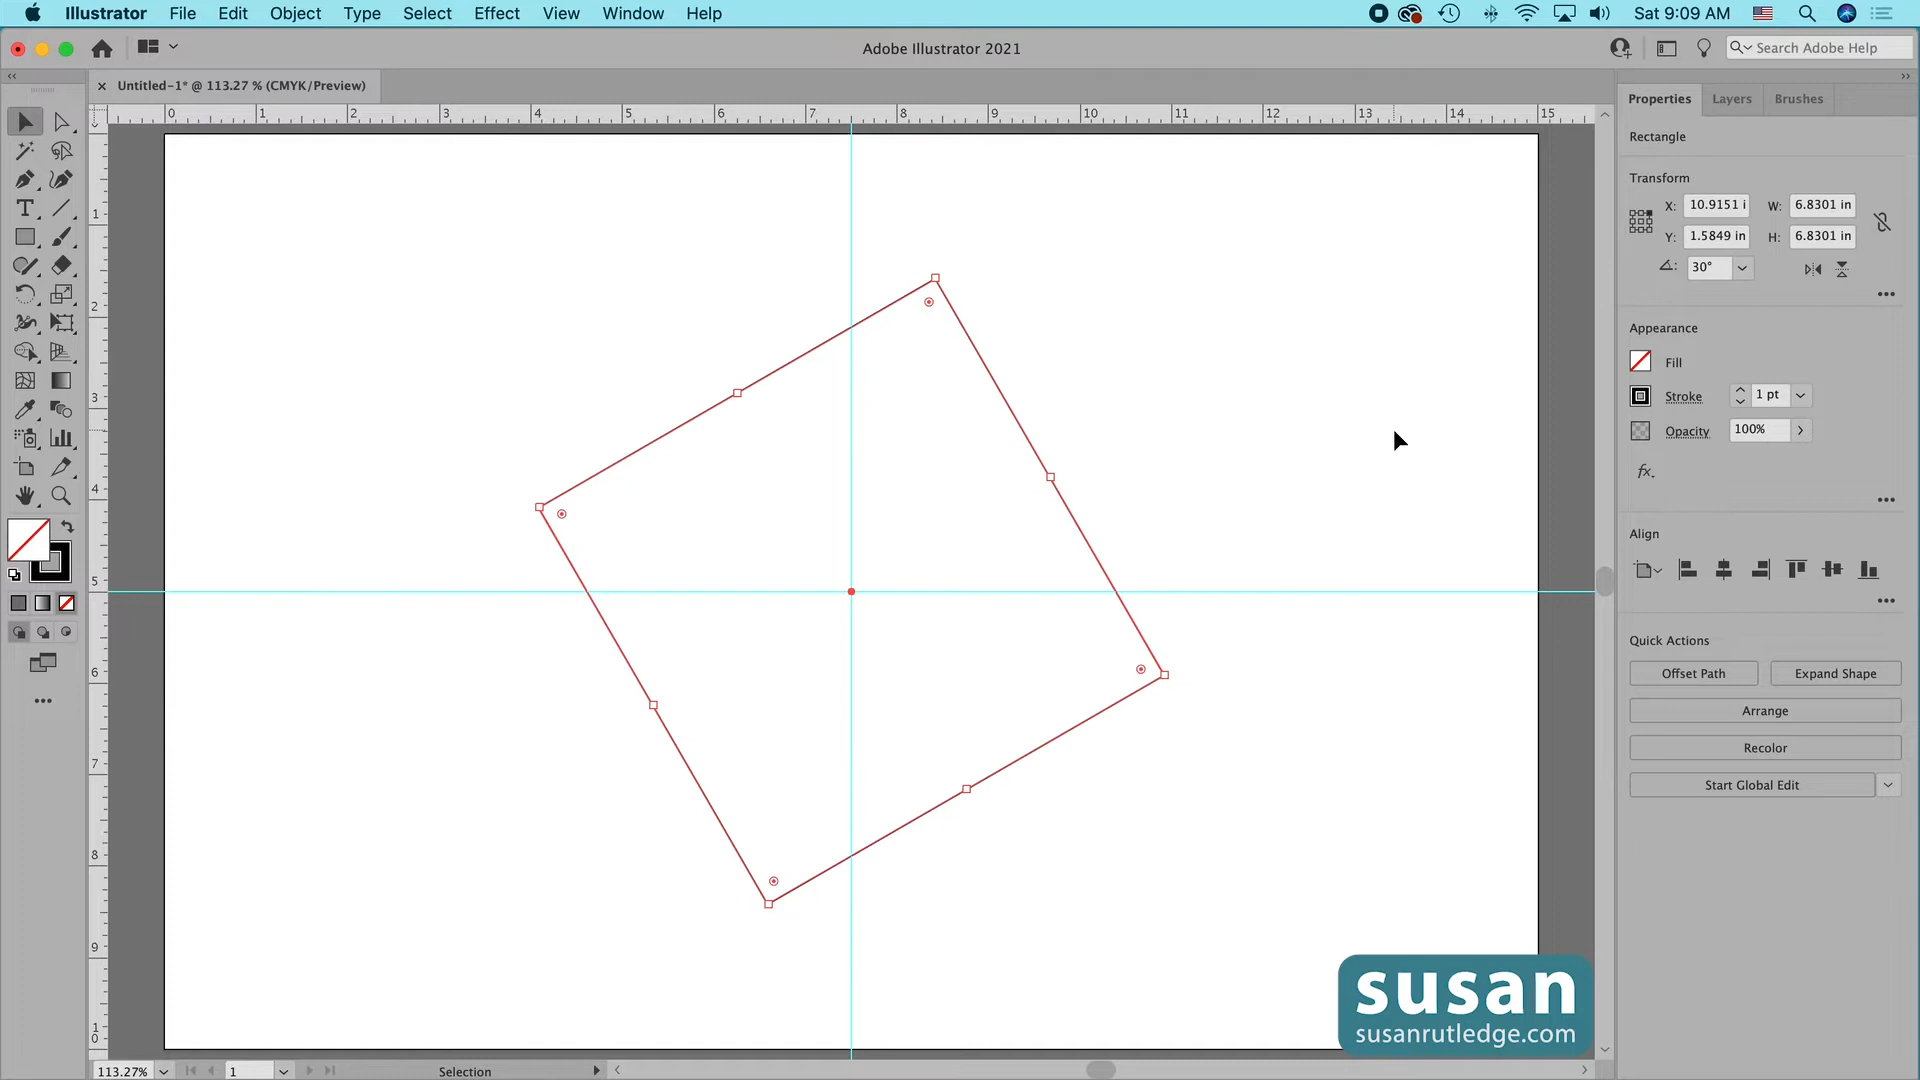 Illustrator File Edit Object Type Select Effect View Window Help Sat 9:09 AM
Adobe Illustrator 2021 Search Adobe Help
Untitled-1* @ 113.27 % (CMYK/Preview)
0 1 2 3 4 5 6 7 8 9 10 11 12 13 14 15
1
2
3
4
5
6
7
8
9
1
0
Properties Layers Brushes
Rectangle
Transform
X: 10.9151 i W: 6.8301 in
Y: 1.5849 in H: 6.8301 in
30°
Appearance
Fill
Stroke 1 pt
Opacity 100%
fx.
Align
Quick Actions
Offset Path Expand Shape
Arrange
Recolor
Start Global Edit
susan
susanrutledge.com
113.27% 1 Selection